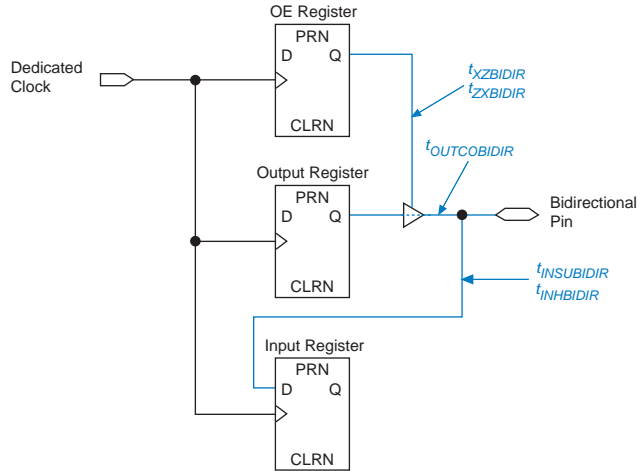 OE Register
PRN
D Q
CLRN
Dedicated
Clock
tXZBIDIR
tZXBIDIR
tOUTCOBIDIR
Output Register
PRN
D Q
CLRN
Bidirectional
Pin
tINSUBIDIR
tINHBIDIR
Input Register
PRN
D Q
CLRN